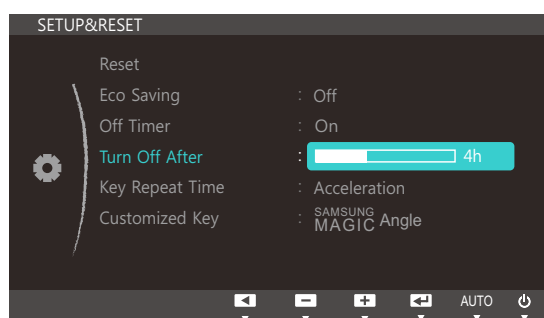 SETUP&RESET
Reset
Eco Saving : Off
Off Timer : On
Turn Off After : 4h
Key Repeat Time : Acceleration
Customized Key : SAMSUNG MAGIC Angle
AUTO